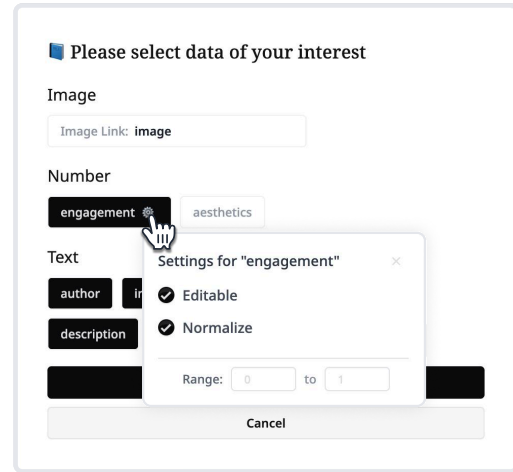 Please select data of your interest
Image
Image Link: image
Number
engagement aesthetics
Text
Settings for "engagement"
author
Editable
description
Normalize
Range: 0 to 1
Cancel